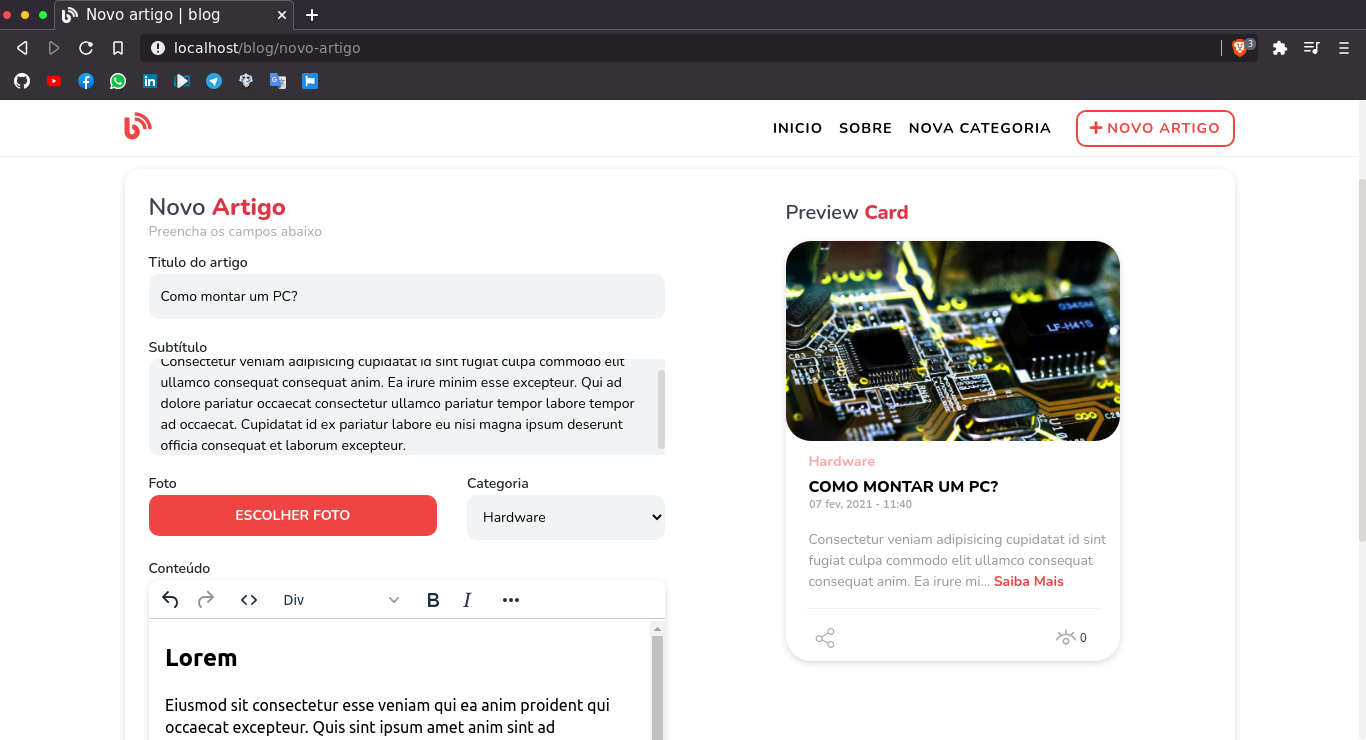 Novo artigo | blog
localhost/blog/novo-artigo
3
INICIO SOBRE NOVA CATEGORIA NOVO ARTIGO
Novo Artigo
Preencha os campos abaixo
Titulo do artigo
Como montar um PC?
Subtítulo
Consectetur veniam adipisicing cupidatat id sint fugiat culpa commodo elit
ullamco consequat consequat anim. Ea irure minim esse excepteur. Qui ad
dolore pariatur occaecat consectetur ullamco pariatur tempor labore tempor
ad occaecat. Cupidatat id ex pariatur labore eu nisi magna ipsum deserunt
officia consequat et laborum excepteur.
Foto
ESCOLHER FOTO
Categoria
Hardware
Conteúdo
Div
B I
Lorem
Eiusmod sit consectetur esse veniam qui ea anim proident qui
occaecat excepteur. Quis sint ipsum amet anim sint ad
Preview Card
0345M
LF-H41S
Hardware
COMO MONTAR UM PC?
07 fev, 2021 - 11:40
Consectetur veniam adipisicing cupidatat id sint
fugiat culpa commodo elit ullamco consequat
consequat anim. Ea irure mi... Saiba Mais
0